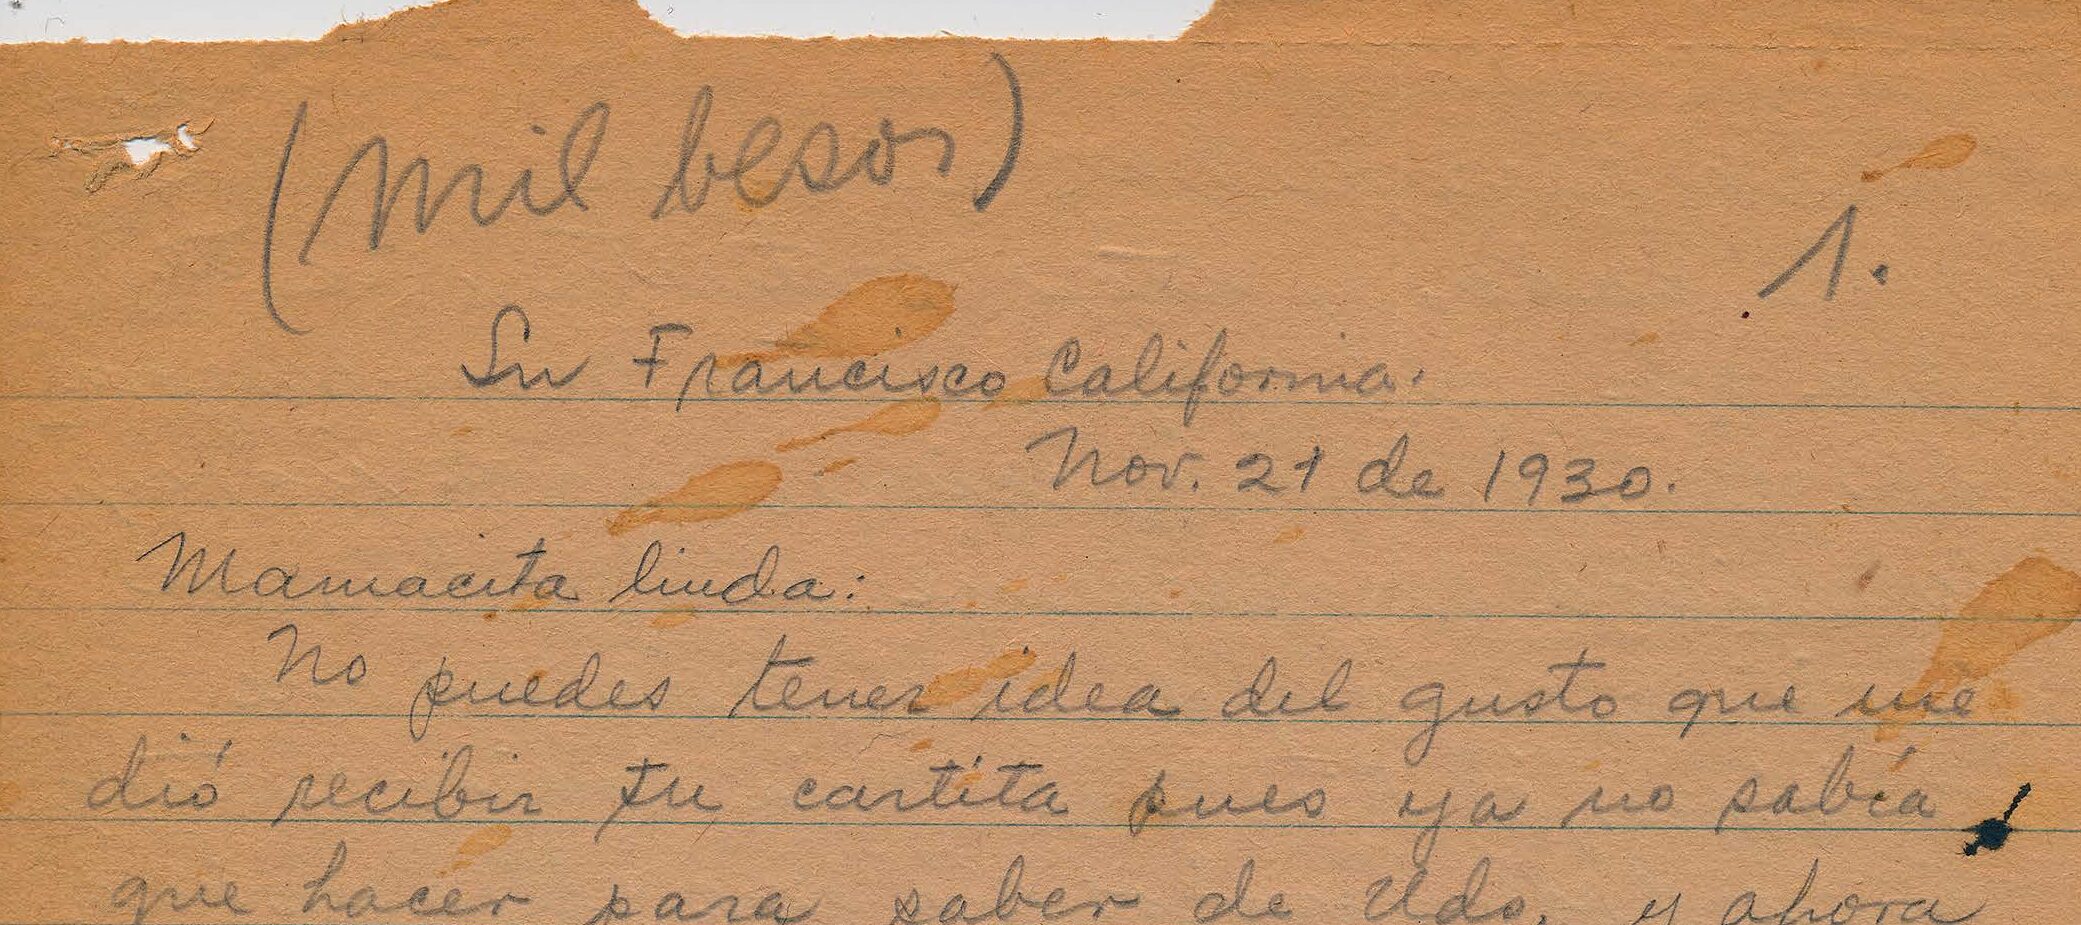 (Mil besos)
1.
Sn Francisco California.
Nov. 21 de 1930.
Mamacita linda:
No puedes tener idea del gusto que me
dió recibir tu cartita pues ya no sabía
que hacer para saber de Uds. y ahora